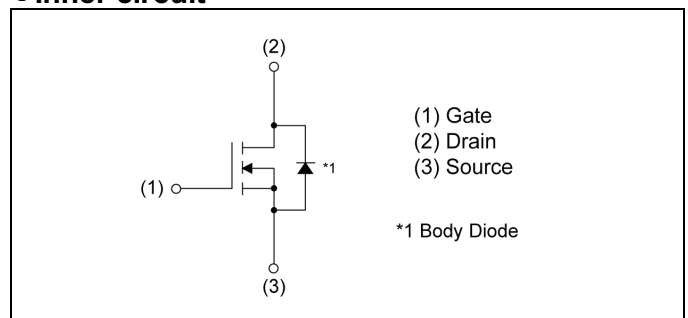 Inner circuit
(2)
(1) Gate
(2) Drain
*1
(3) Source
(1)
*1 Body Diode
(3)